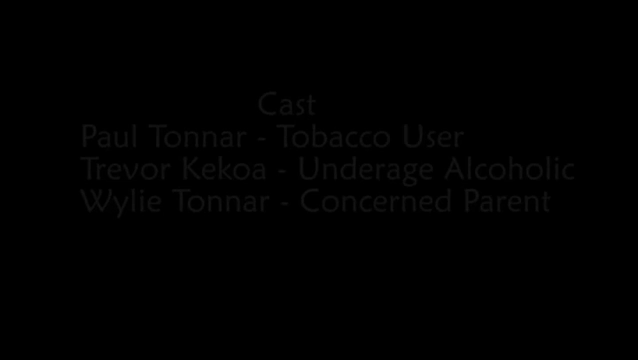 Cast
Paul Tonnar - Tobacco User
Trevor Kekoa - Underage Alcoholic
Wylie Tonnar - Concerned Parent